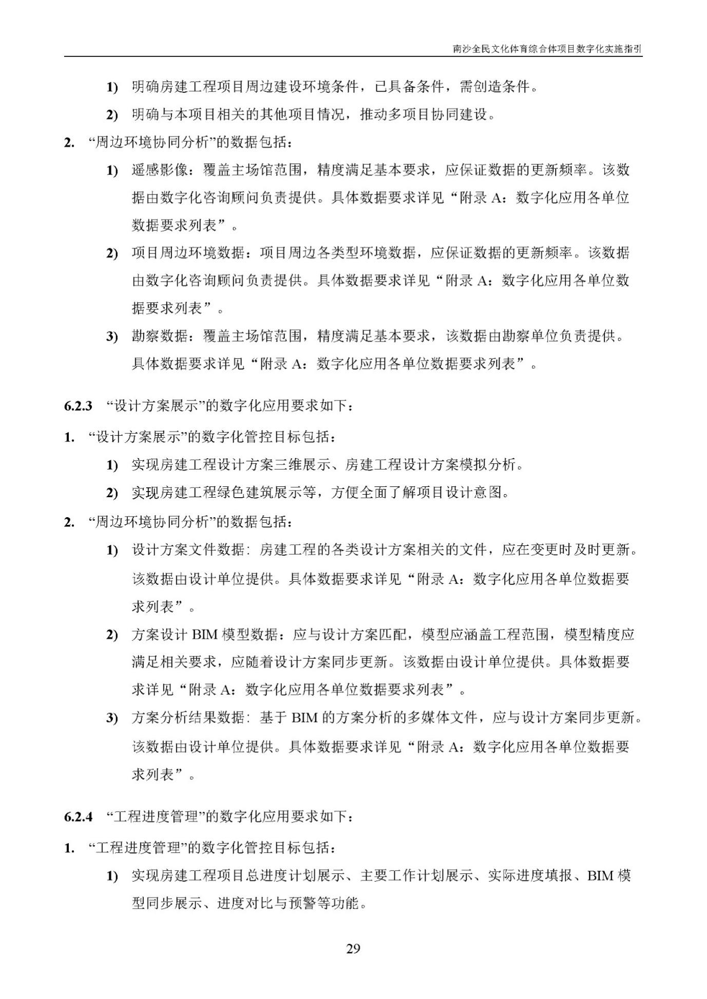 南沙全民文化体育综合体项目数字化实施指引
1) 明确房建工程项目周边建设环境条件，已具备条件，需创造条件。
2) 明确与本项目相关的其他项目情况，推动多项目协同建设。
2. “周边环境协同分析”的数据包括：
1) 遥感影像：覆盖主场馆范围，精度满足基本要求，应保证数据的更新频率。该数
据由数字化咨询顾问负责提供。具体数据要求详见“附录 A：数字化应用各单位
数据要求列表”。
2) 项目周边环境数据：项目周边各类型环境数据，应保证数据的更新频率。该数据
由数字化咨询顾问负责提供。具体数据要求详见“附录 A：数字化应用各单位数
据要求列表”。
3) 勘察数据：覆盖主场馆范围，精度满足基本要求，该数据由勘察单位负责提供。
具体数据要求详见“附录 A：数字化应用各单位数据要求列表”。
6.2.3 “设计方案展示”的数字化应用要求如下：
1. “设计方案展示”的数字化管控目标包括：
1) 实现房建工程设计方案三维展示、房建工程设计方案模拟分析。
2) 实现房建工程绿色建筑展示等，方便全面了解项目设计意图。
2. “周边环境协同分析”的数据包括：
1) 设计方案文件数据：房建工程的各类设计方案相关的文件，应在变更时及时更新。
该数据由设计单位提供。具体数据要求详见“附录 A：数字化应用各单位数据要
求列表”。
2) 方案设计 BIM 模型数据：应与设计方案匹配，模型应涵盖工程范围，模型精度应
满足相关要求，应随着设计方案同步更新。该数据由设计单位提供。具体数据要
求详见“附录 A：数字化应用各单位数据要求列表”。
3) 方案分析结果数据：基于 BIM 的方案分析的多媒体文件，应与设计方案同步更新。
该数据由设计单位提供。具体数据要求详见“附录 A：数字化应用各单位数据要
求列表”。
6.2.4 “工程进度管理”的数字化应用要求如下：
1. “工程进度管理”的数字化管控目标包括：
1) 实现房建工程项目总进度计划展示、主要工作计划展示、实际进度填报、BIM 模
型同步展示、进度对比与预警等功能。
29